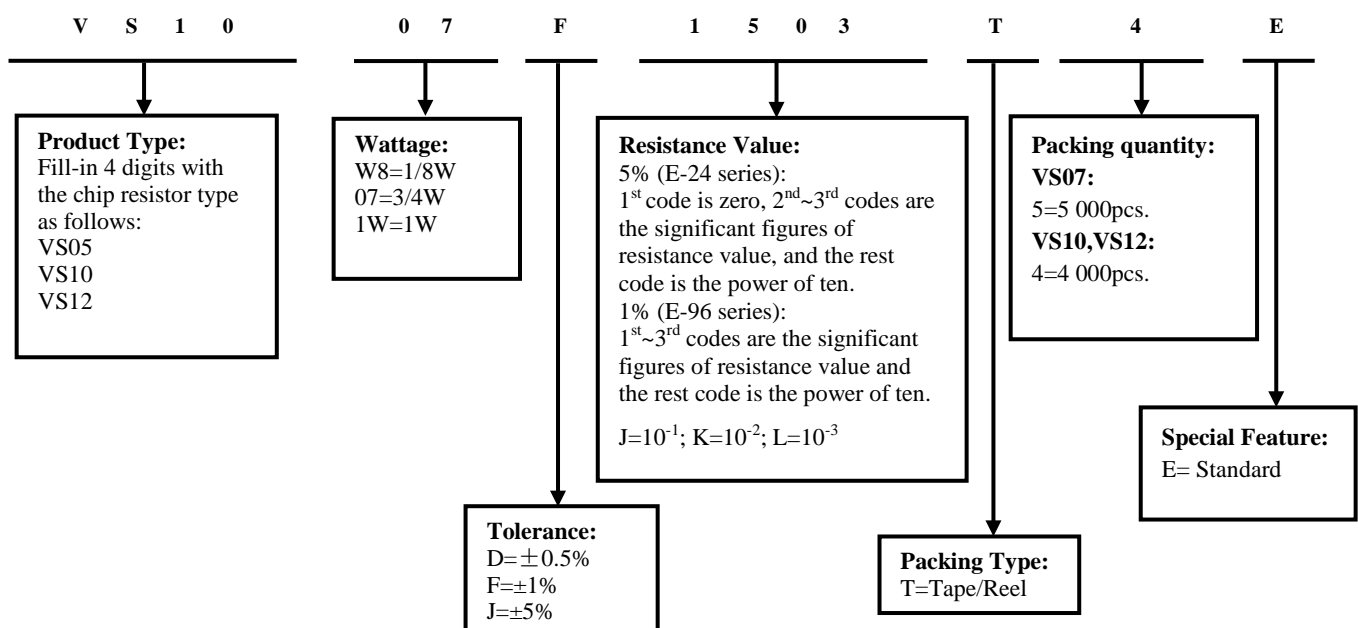 V S 1 0 0 7 F 1 5 0 3 T 4 E
Product Type:
Fill-in 4 digits with
the chip resistor type
as follows:
VS05
VS10
VS12
Wattage:
W8=1/8W
07=3/4W
1W=1W
Resistance Value:
5% (E-24 series):
1st code is zero, 2nd~3rd codes are
the significant figures of
resistance value, and the rest
code is the power of ten.
1% (E-96 series):
1st~3rd codes are the significant
figures of resistance value and
the rest code is the power of ten.
J=10-1; K=10-2; L=10-3
Packing quantity:
VS07:
5=5 000pcs.
VS10,VS12:
4=4 000pcs.
Special Feature:
E= Standard
Tolerance:
D=±0.5%
F=±1%
J=±5%
Packing Type:
T=Tape/Reel